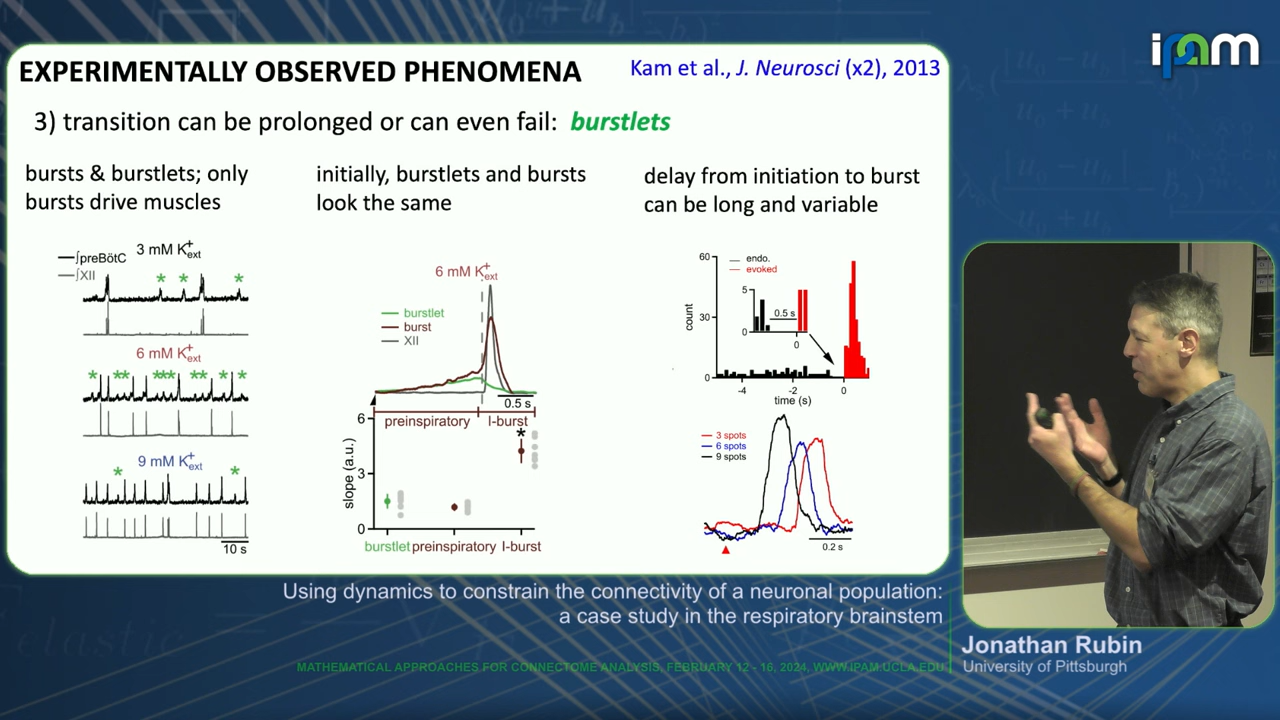 ipam
EXPERIMENTALLY OBSERVED PHENOMENA
Kam et al., J. Neurosci (x2), 2013
3) transition can be prolonged or can even fail: burstlets
bursts & burstlets; only
bursts drive muscles
∫preBötC
∫XII
3 mM K⁺ext
* * *
6 mM K⁺ext
* ** *** ** *
9 mM K⁺ext
* *
10 s
initially, burstlets and bursts
look the same
6 mM K⁺ext
burstlet
burst
XII
0.5 s
preinspiratory I-burst
slope (a.u.)
6
3
0
*
burstlet preinspiratory I-burst
delay from initiation to burst
can be long and variable
count
60
30
0
endo.
evoked
5
0
0.5 s
0
-4 -2 0
time (s)
3 spots
6 spots
9 spots
0.2 s
Using dynamics to constrain the connectivity of a neuronal population:
a case study in the respiratory brainstem
Jonathan Rubin
University of Pittsburgh
MATHEMATICAL APPROACHES FOR CONNECTOME ANALYSIS, FEBRUARY 12 - 16, 2024, WWW.IPAM.UCLA.EDU
elastic